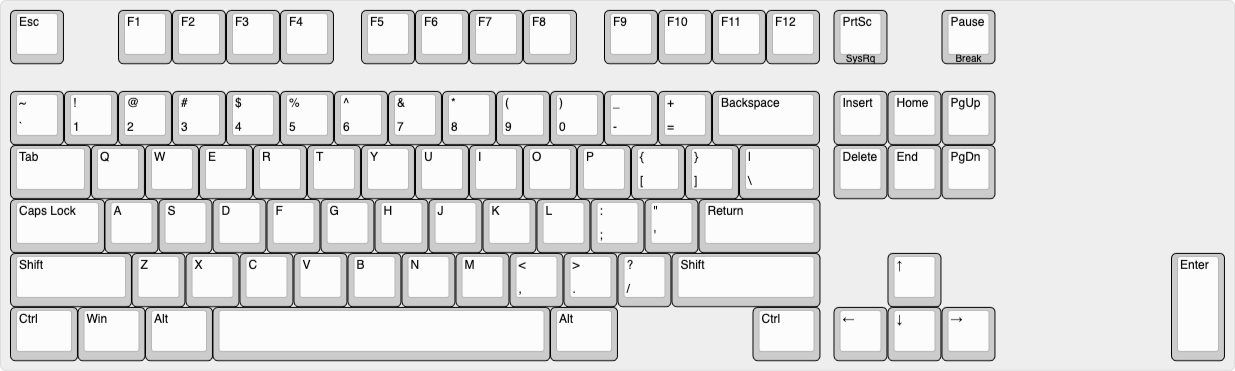 Esc F1 F2 F3 F4 F5 F6 F7 F8 F9 F10 F11 F12 PrtSc Pause
SysRq Break
~ ! @ # $ % ^ & * ( ) _ + Backspace Insert Home PgUp
` 1 2 3 4 5 6 7 8 9 0 - =
Tab Q W E R T Y U I O P { } | Delete End PgDn
[ ] \
Caps Lock A S D F G H J K L : " Return
; '
Shift Z X C V B N M < > ? Shift ↑ Enter
, . /
Ctrl Win Alt Alt Ctrl ← ↓ →